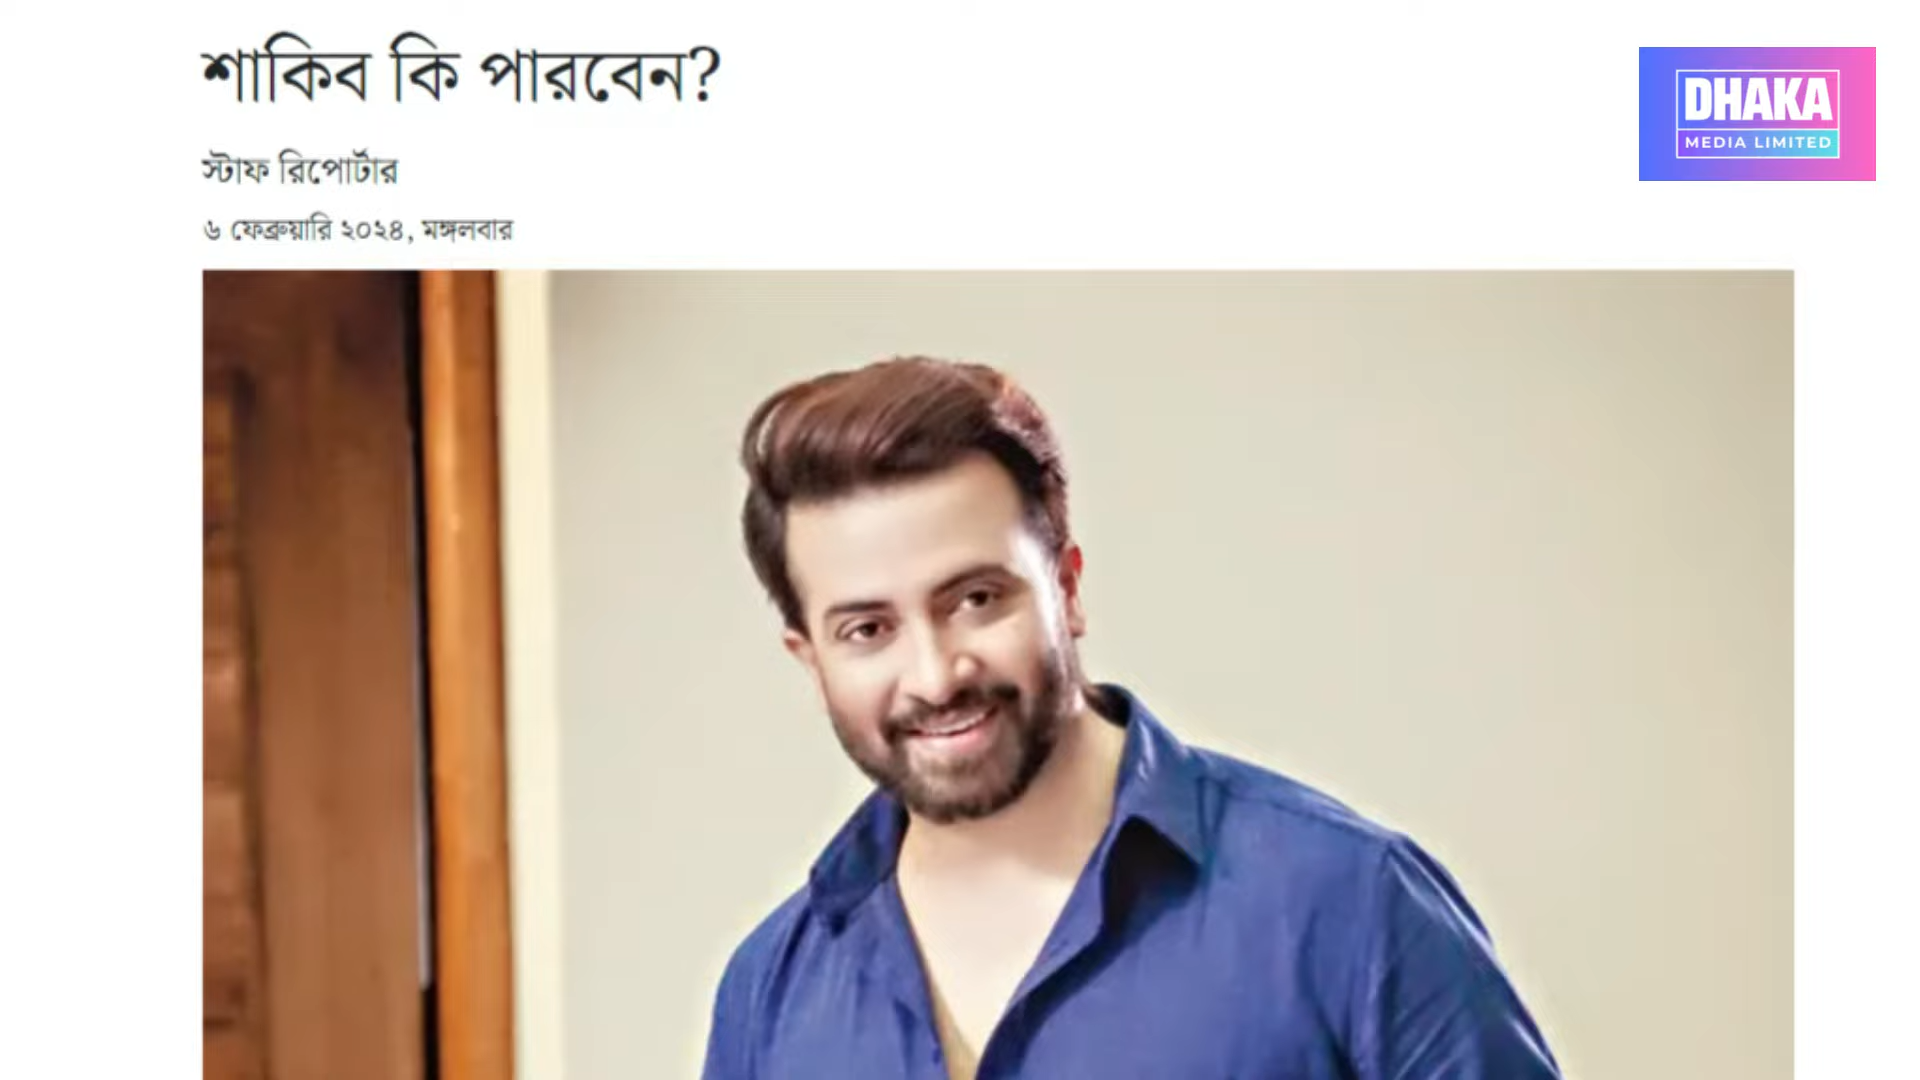 শাকিব কি পারবেন?
স্টাফ রিপোর্টার
৬ ফেব্রুয়ারি ২০২৪, মঙ্গলবার
DHAKA
MEDIA LIMITED